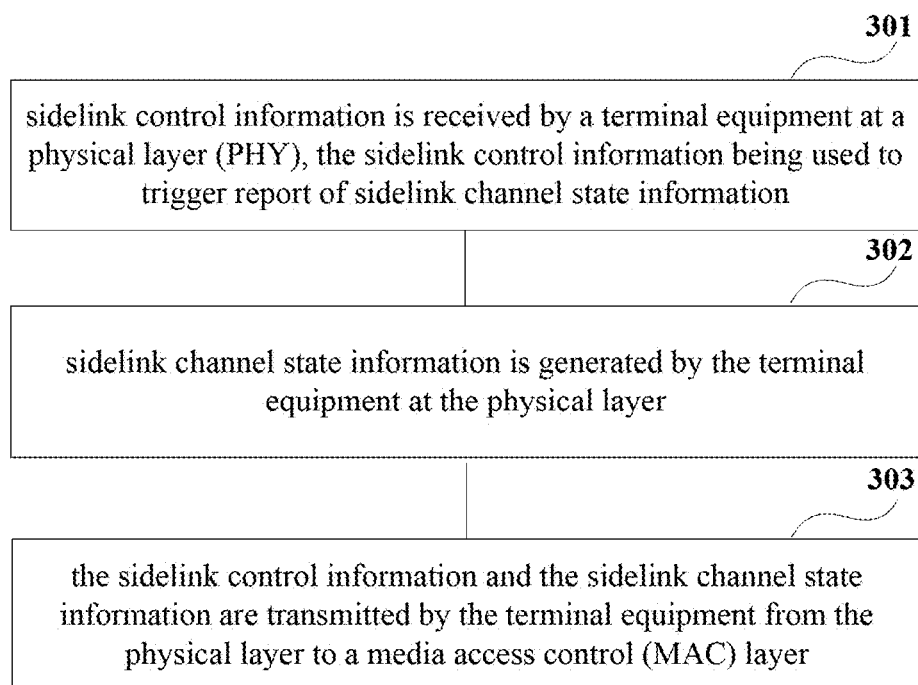 301
sidelink control information is received by a terminal equipment at a
physical layer (PHY), the sidelink control information being used to
trigger report of sidelink channel state information
302
sidelink channel state information is generated by the terminal
equipment at the physical layer
303
the sidelink control information and the sidelink channel state
information are transmitted by the terminal equipment from the
physical layer to a media access control (MAC) layer